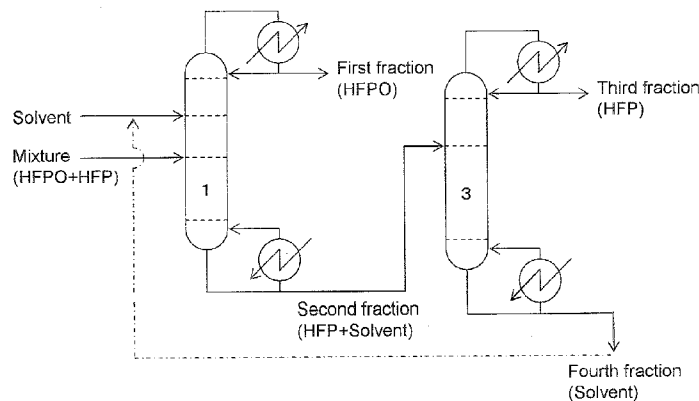 First fraction
(HFPO)
Third fraction
(HFP)
Solvent
Mixture
(HFPO+HFP)
1
3
Second fraction
(HFP+Solvent)
Fourth fraction
(Solvent)